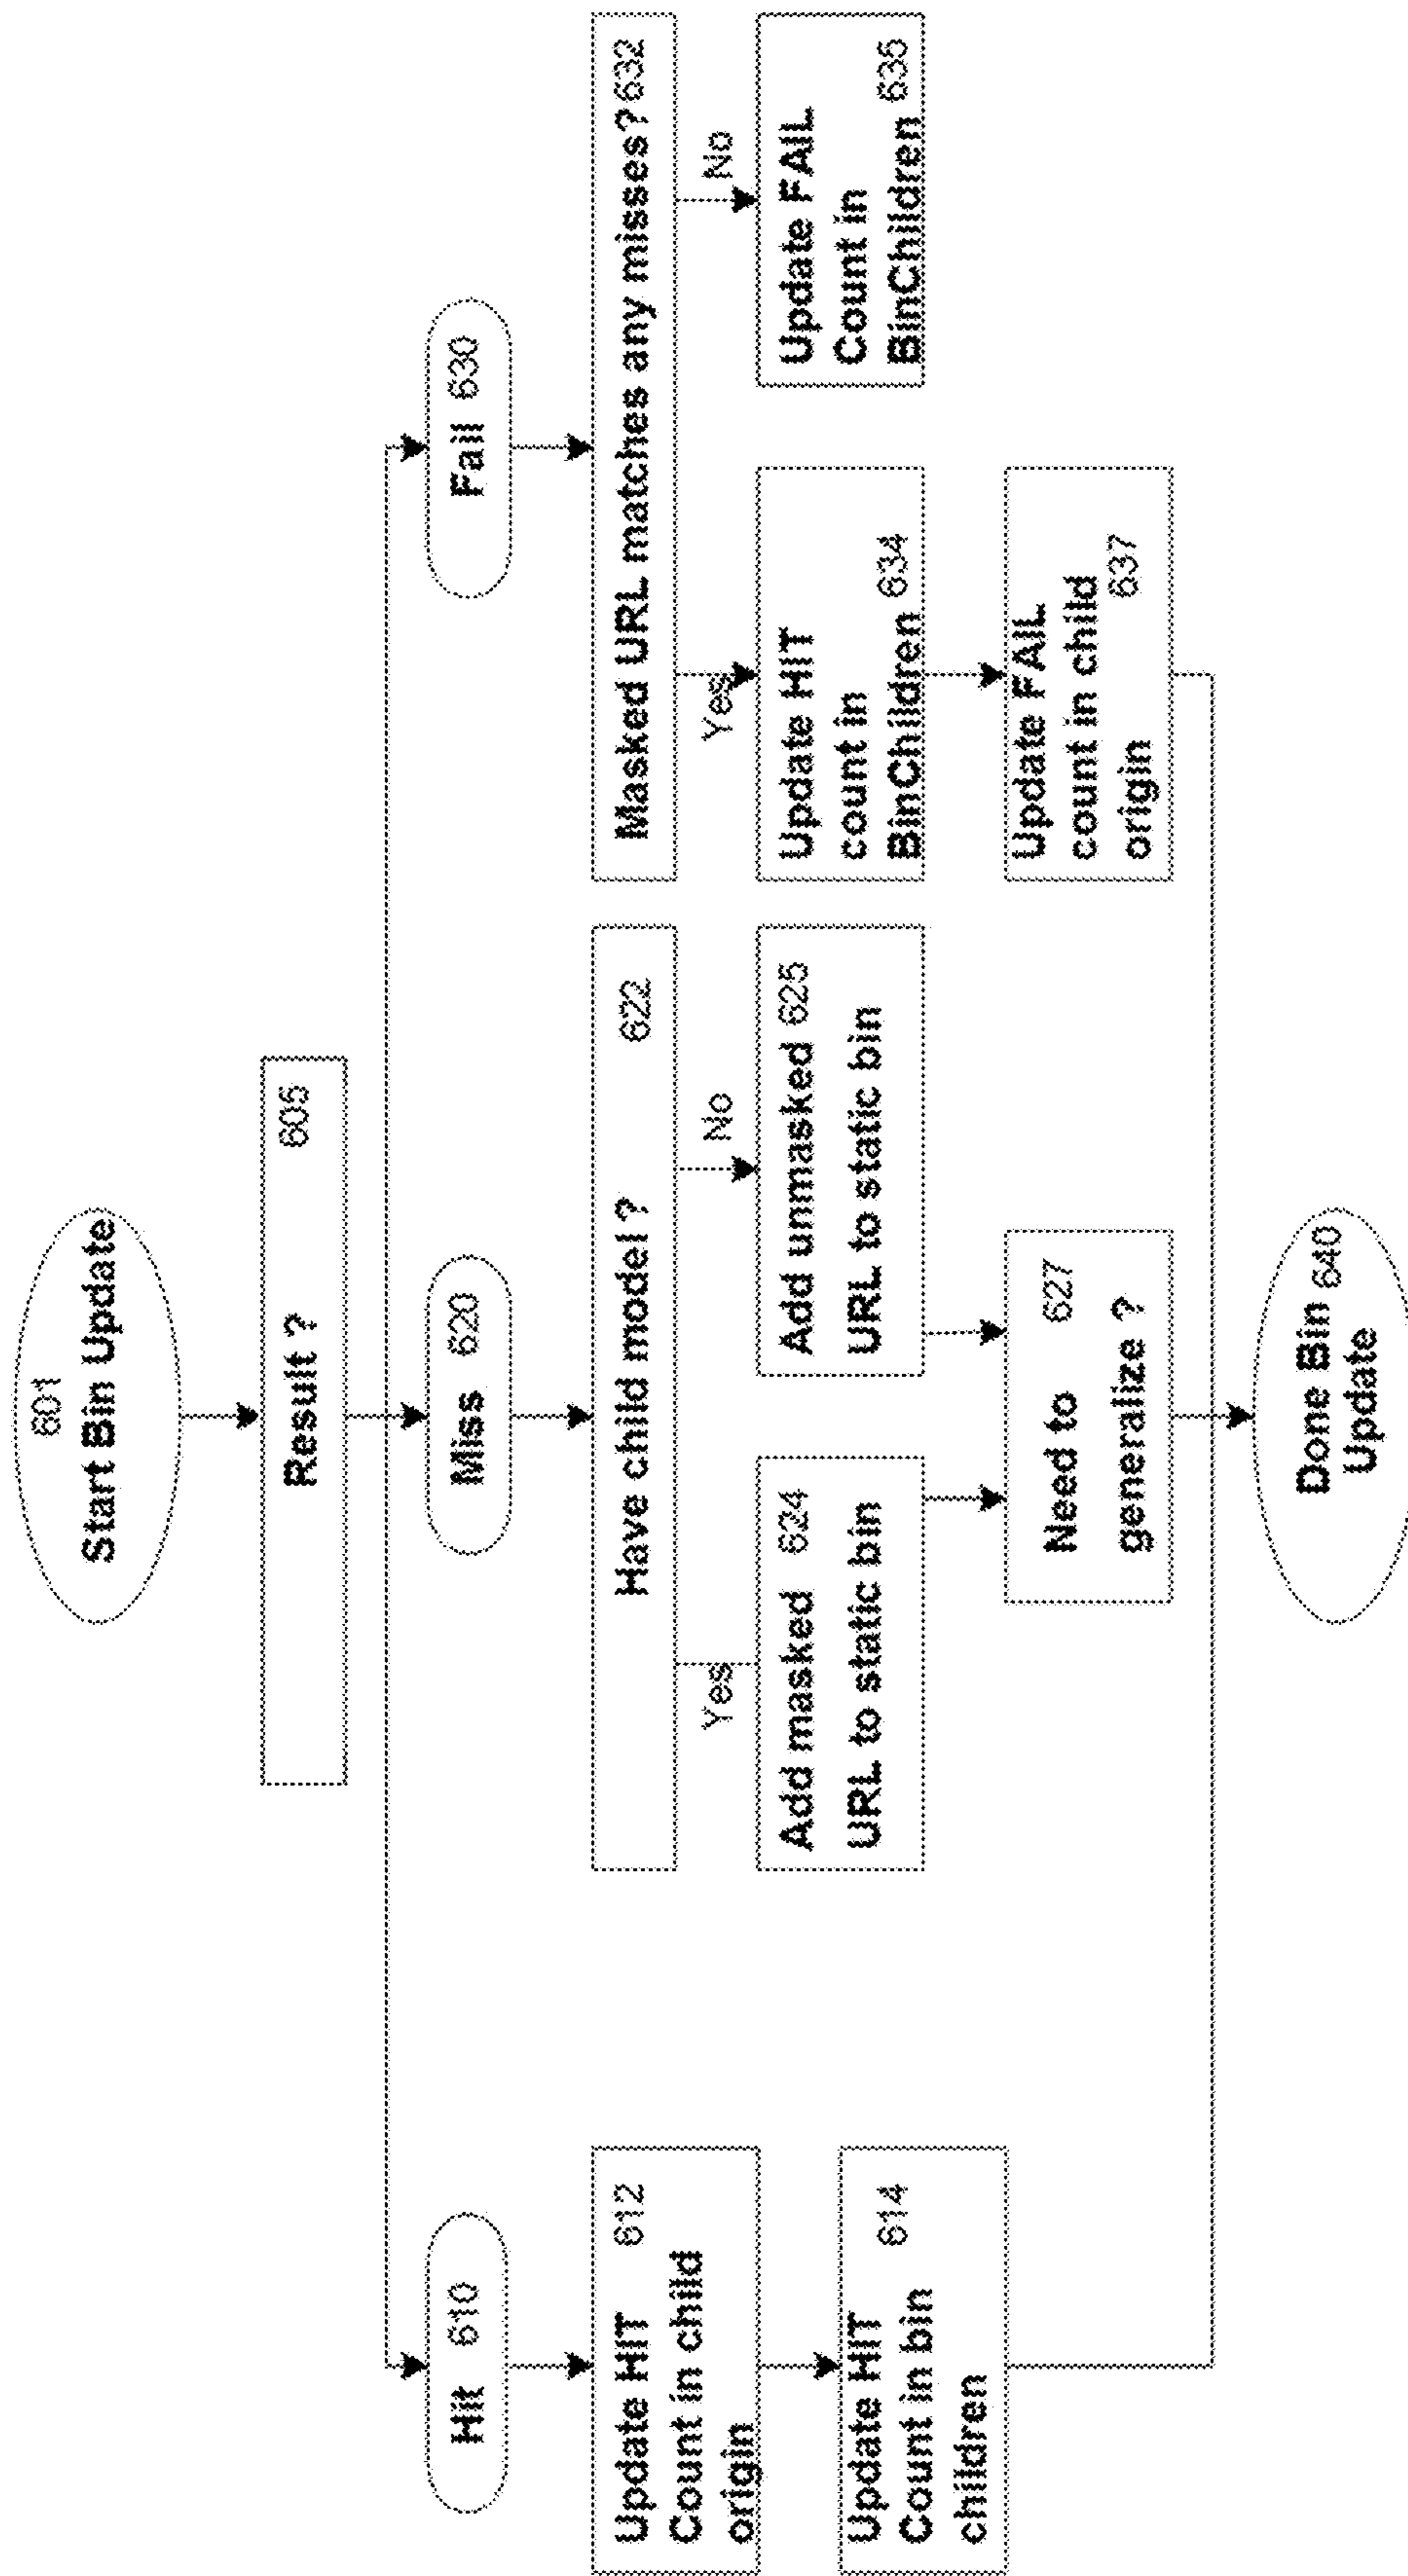 601
Start Bin Update
Result ? 605
Hit 610
Miss 620
Fail 630
Update HIT 612
Count in child
origin
Update HIT
Count in bin 614
children
Have child model ? 622
Yes
No
Add masked 624
URL to static bin
Add unmasked 625
URL to static bin
Need to 627
generalize ?
Masked URL matches any misses? 632
Yes
No
Update HIT
count in
BinChildren 634
Update FAIL
Count in
BinChildren 635
Update FAIL
count in child
origin 637
Done Bin 640
Update